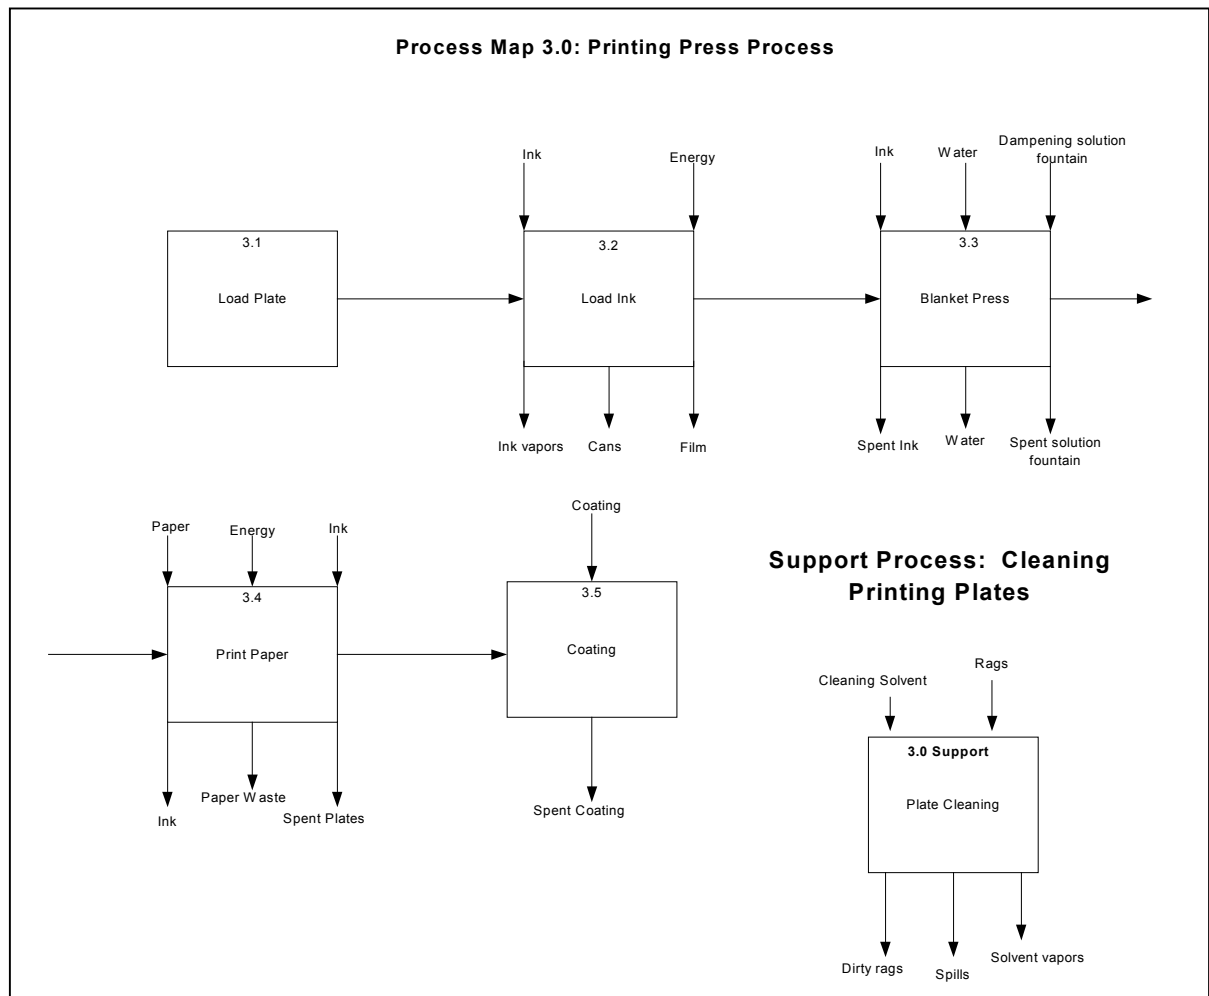 Process Map 3.0: Printing Press Process
Ink
Energy
Ink
Water
Dampening solution
fountain
3.1
Load Plate
3.2
Load Ink
3.3
Blanket Press
Ink vapors
Cans
Film
Spent Ink
Water
Spent solution
fountain
Paper
Energy
Ink
Coating
3.4
Print Paper
3.5
Coating
Ink
Paper Waste
Spent Plates
Spent Coating
Support Process: Cleaning
Printing Plates
Cleaning Solvent
Rags
3.0 Support
Plate Cleaning
Dirty rags
Spills
Solvent vapors